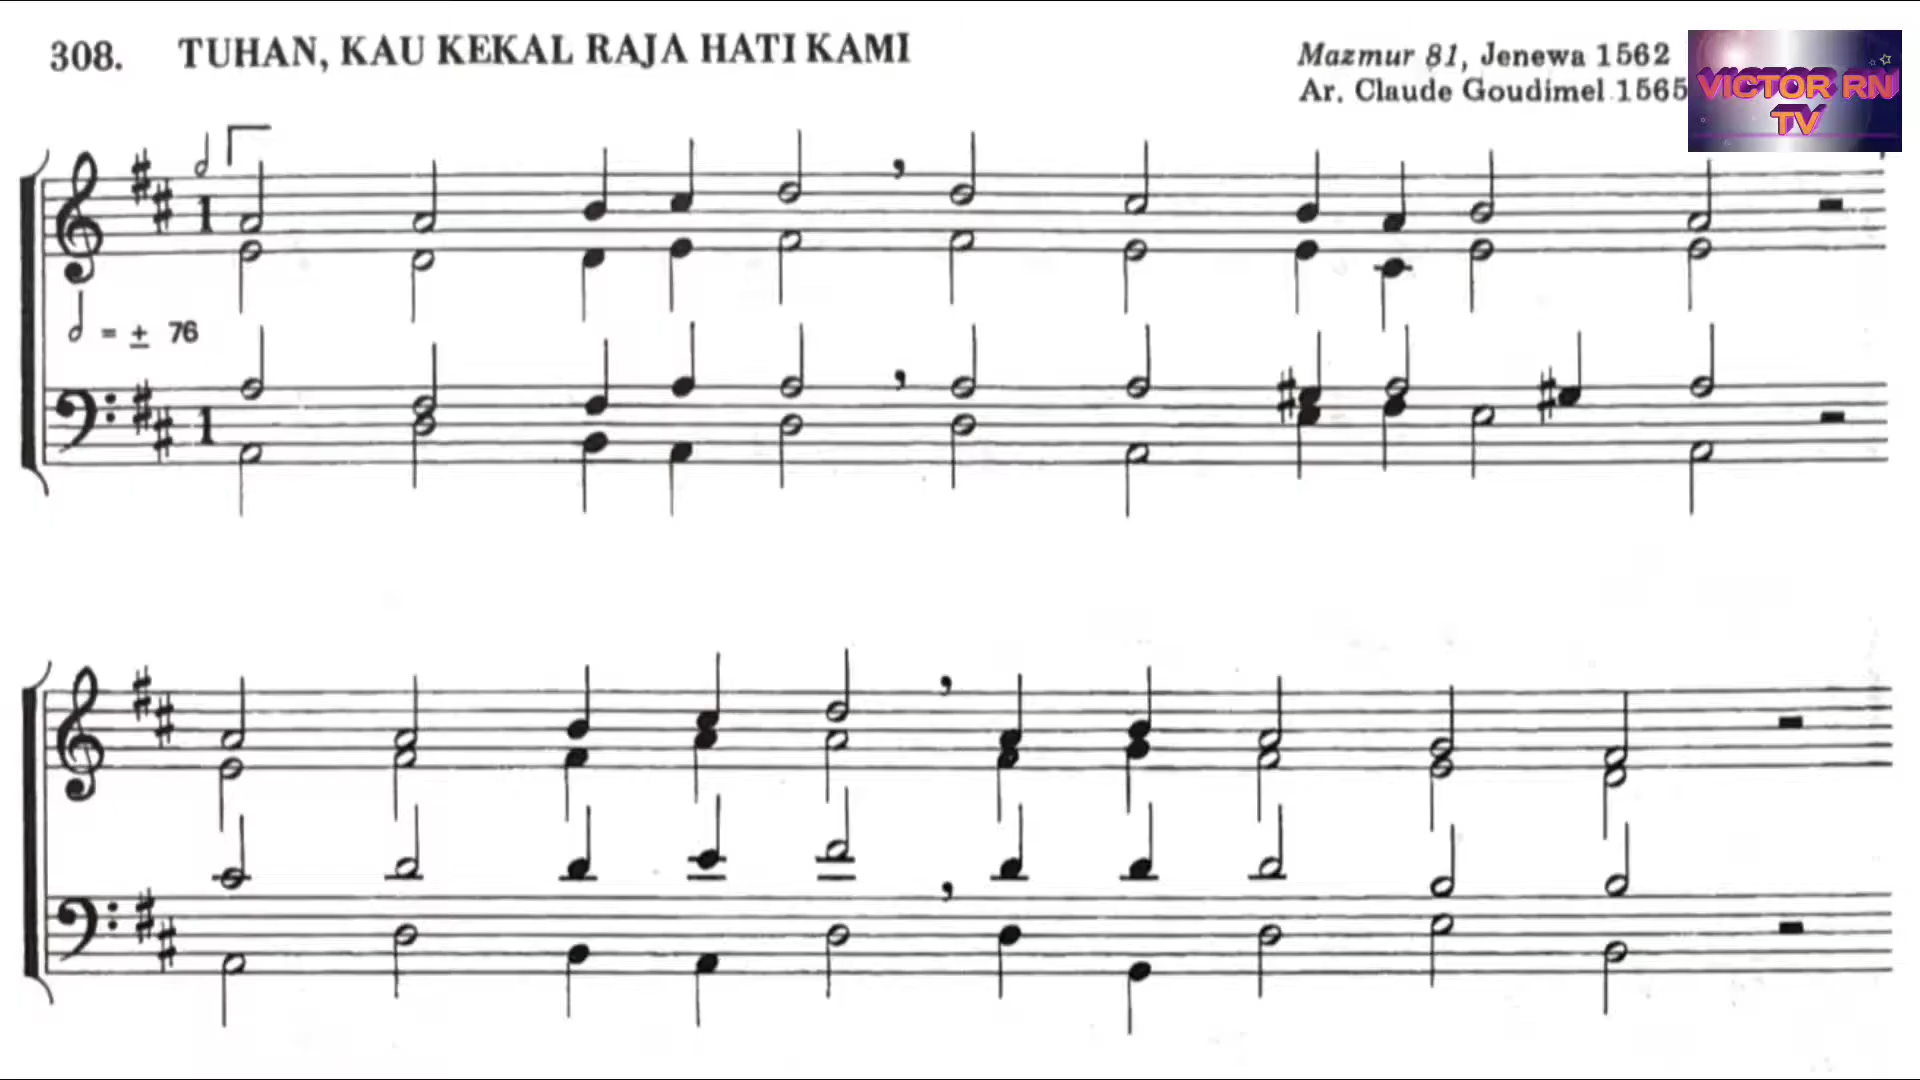 308. TUHAN, KAU KEKAL RAJA HATI KAMI
Mazmur 81, Jenewa 1562
Ar. Claude Goudimel 1565
VICTOR RN
TV
1
= ± 76
1